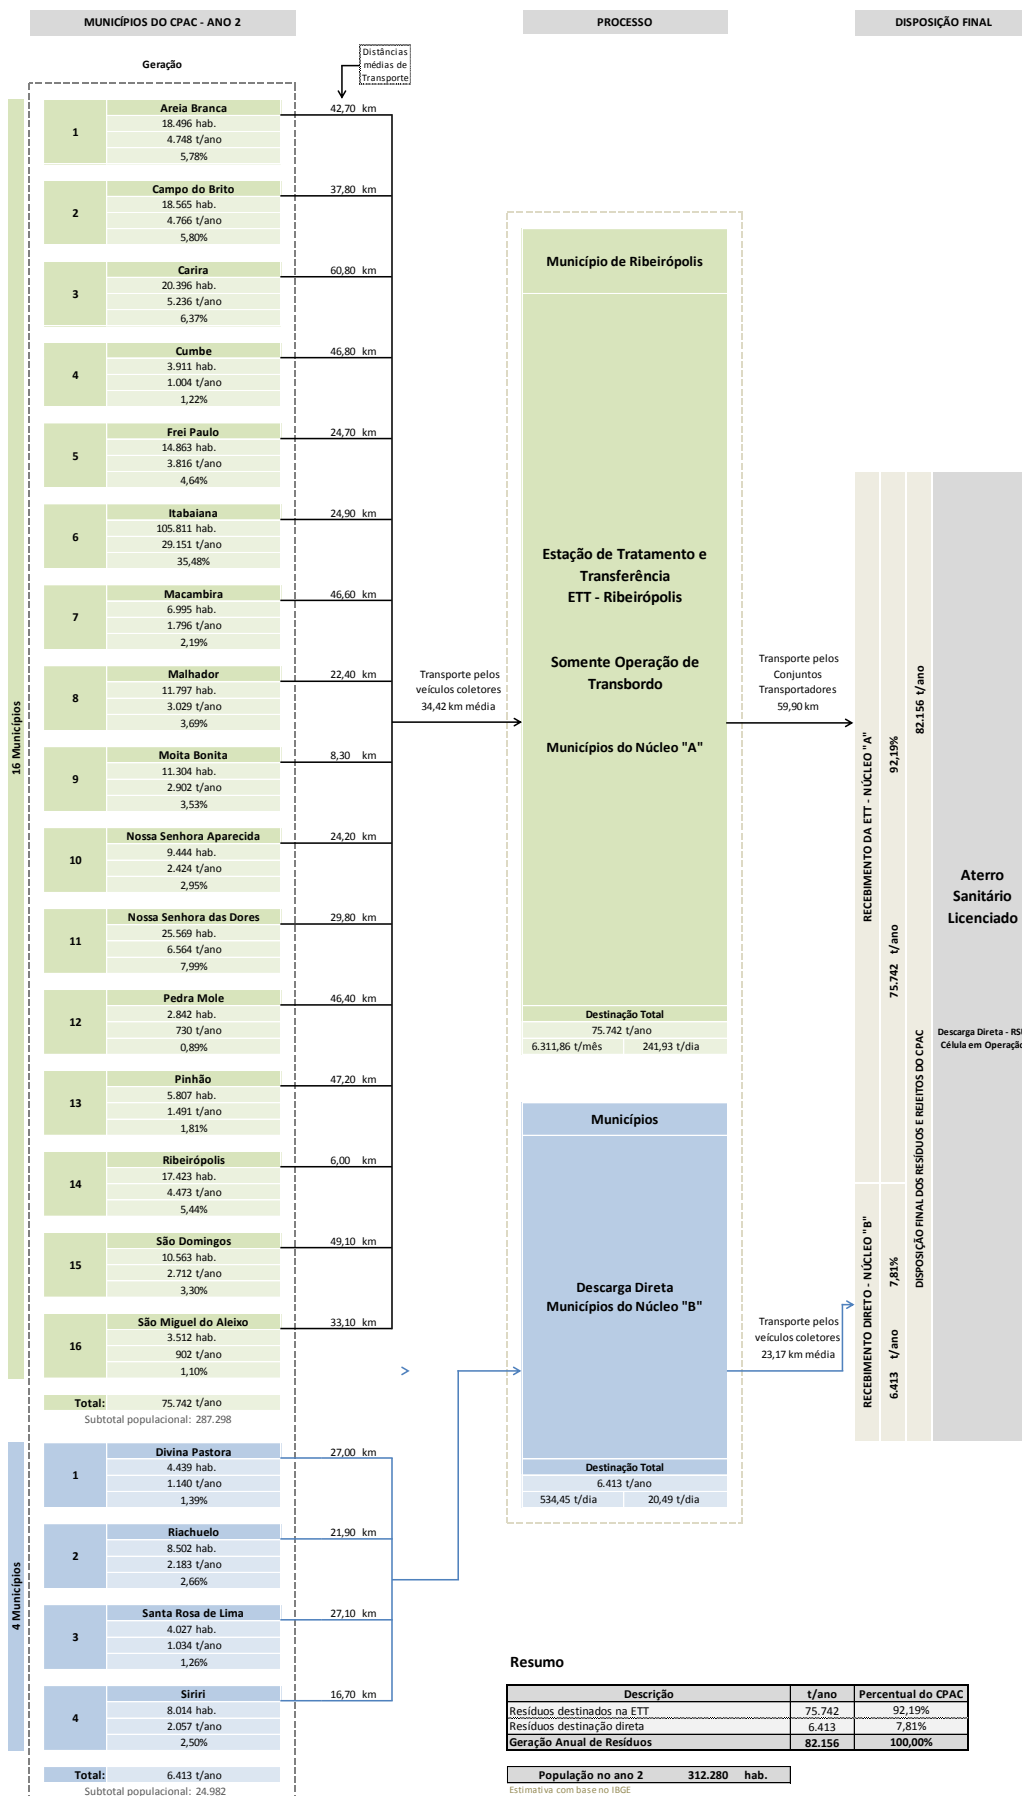 MUNICÍPIOS DO CPAC - ANO 2
PROCESSO
DISPOSIÇÃO FINAL
Geração
Distâncias
médias de
Transporte
16 Municípios
1
Areia Branca
18.496 hab.
4.748 t/ano
5,78%
42,70 km
2
Campo do Brito
18.565 hab.
4.766 t/ano
5,80%
37,80 km
3
Carira
20.396 hab.
5.236 t/ano
6,37%
60,80 km
4
Cumbe
3.911 hab.
1.004 t/ano
1,22%
46,80 km
5
Frei Paulo
14.863 hab.
3.816 t/ano
4,64%
24,70 km
6
Itabaiana
105.811 hab.
29.151 t/ano
35,48%
24,90 km
7
Macambira
6.995 hab.
1.796 t/ano
2,19%
46,60 km
8
Malhador
11.797 hab.
3.029 t/ano
3,69%
22,40 km
9
Moita Bonita
11.304 hab.
2.902 t/ano
3,53%
8,30 km
10
Nossa Senhora Aparecida
9.444 hab.
2.424 t/ano
2,95%
24,20 km
11
Nossa Senhora das Dores
25.569 hab.
6.564 t/ano
7,99%
29,80 km
12
Pedra Mole
2.842 hab.
730 t/ano
0,89%
46,40 km
13
Pinhão
5.807 hab.
1.491 t/ano
1,81%
47,20 km
14
Ribeirópolis
17.423 hab.
4.473 t/ano
5,44%
6,00 km
15
São Domingos
10.563 hab.
2.712 t/ano
3,30%
49,10 km
16
São Miguel do Aleixo
3.512 hab.
902 t/ano
1,10%
33,10 km
Total: 75.742 t/ano
Subtotal populacional: 287.298
4 Municípios
1
Divina Pastora
4.439 hab.
1.140 t/ano
1,39%
27,00 km
2
Riachuelo
8.502 hab.
2.183 t/ano
2,66%
21,90 km
3
Santa Rosa de Lima
4.027 hab.
1.034 t/ano
1,26%
27,10 km
4
Siriri
8.014 hab.
2.057 t/ano
2,50%
16,70 km
Total: 6.413 t/ano
Subtotal populacional: 24.982
Transporte pelos
veículos coletores
34,42 km média
Município de Ribeirópolis
Estação de Tratamento e
Transferência
ETT - Ribeirópolis
Somente Operação de
Transbordo
Municípios do Núcleo "A"
Destinação Total
75.742 t/ano
6.311,86 t/mês 241,93 t/dia
Municípios
Descarga Direta
Municípios do Núcleo "B"
Destinação Total
6.413 t/ano
534,45 t/dia 20,49 t/dia
Transporte pelos
Conjuntos
Transportadores
59,90 km
Transporte pelos
veículos coletores
23,17 km média
RECEBIMENTO DA ETT - NÚCLEO "A"
75.742 t/ano 92,19%
RECEBIMENTO DIRETO - NÚCLEO "B"
6.413 t/ano 7,81%
DISPOSIÇÃO FINAL DOS RESÍDUOS E REJEITOS DO CPAC
82.156 t/ano
Aterro
Sanitário
Licenciado
Descarga Direta - RSU
Célula em Operação
Resumo
Descrição t/ano Percentual do CPAC
Resíduos destinados na ETT 75.742 92,19%
Resíduos destinação direta 6.413 7,81%
Geração Anual de Resíduos 82.156 100,00%
População no ano 2 312.280 hab.
Estimativa com base no IBGE